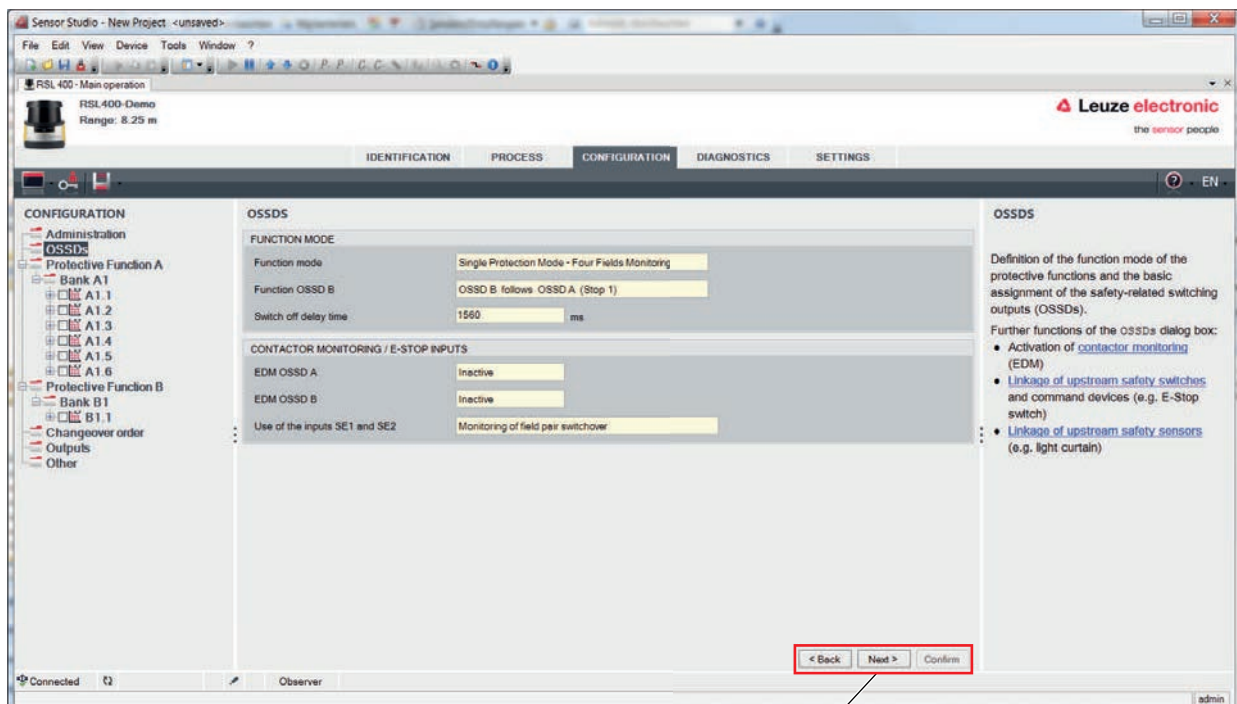 Sensor Studio - New Project <unsaved>
File Edit View Device Tools Window ?
RSL 400 - Main operation
RSL400-Demo
Range: 8.25 m
Leuze electronic
the sensor people
IDENTIFICATION PROCESS CONFIGURATION DIAGNOSTICS SETTINGS
EN
CONFIGURATION
Administration
OSSDs
Protective Function A
Bank A1
A1.1
A1.2
A1.3
A1.4
A1.5
A1.6
Protective Function B
Bank B1
B1.1
Changeover order
Outputs
Other
OSSDS
FUNCTION MODE
Function mode Single Protection Mode - Four Fields Monitoring
Function OSSD B OSSD B follows OSSD A (Stop 1)
Switch off delay time 1560 ms
CONTACTOR MONITORING / E-STOP INPUTS
EDM OSSD A Inactive
EDM OSSD B Inactive
Use of the inputs SE1 and SE2 Monitoring of field pair switchover
< Back Next > Confirm
OSSDS
Definition of the function mode of the
protective functions and the basic
assignment of the safety-related switching
outputs (OSSDs).
Further functions of the OSSDs dialog box:
• Activation of contactor monitoring
(EDM)
• Linkage of upstream safety switches
and command devices (e.g. E-Stop
switch)
• Linkage of upstream safety sensors
(e.g. light curtain)
Connected Observer
admin